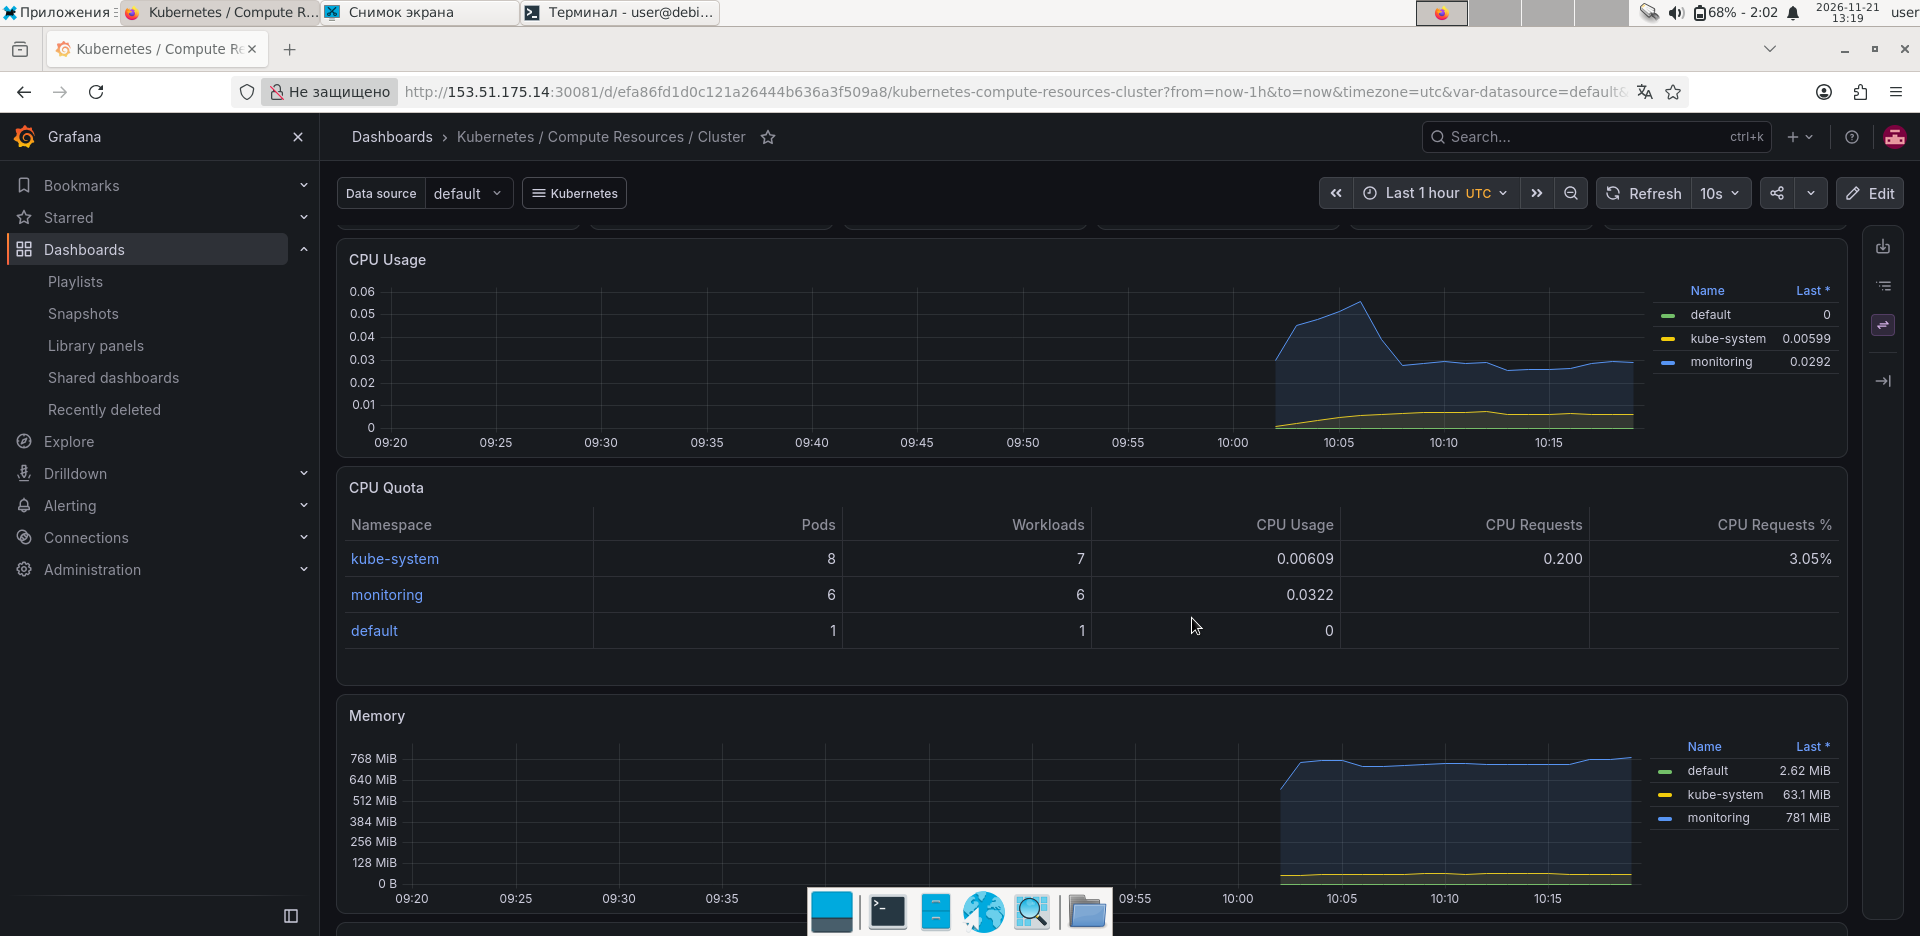 Приложения
Kubernetes / Compute R...
Снимок экрана
Терминал - user@debi...
68% - 2:02
2026-11-21
13:19
user
Kubernetes / Compute Re
Не защищено
http://153.51.175.14:30081/d/efa86fd1d0c121a26444b636a3f509a8/kubernetes-compute-resources-cluster?from=now-1h&to=now&timezone=utc&var-datasource=default&
Grafana
Dashboards › Kubernetes / Compute Resources / Cluster
Search...
ctrl+k
Bookmarks
Starred
Dashboards
Playlists
Snapshots
Library panels
Shared dashboards
Recently deleted
Explore
Drilldown
Alerting
Connections
Administration
Data source
default
Kubernetes
Last 1 hour UTC
Refresh
10s
Edit
CPU Usage
0.06
0.05
0.04
0.03
0.02
0.01
0
09:20 09:25 09:30 09:35 09:40 09:45 09:50 09:55 10:00 10:05 10:10 10:15
Name Last *
default 0
kube-system 0.00599
monitoring 0.0292
CPU Quota
Namespace Pods Workloads CPU Usage CPU Requests CPU Requests %
kube-system 8 7 0.00609 0.200 3.05%
monitoring 6 6 0.0322
default 1 1 0
Memory
768 MiB
640 MiB
512 MiB
384 MiB
256 MiB
128 MiB
0 B
09:20 09:25 09:30 09:35 09:55 10:00 10:05 10:10 10:15
Name Last *
default 2.62 MiB
kube-system 63.1 MiB
monitoring 781 MiB